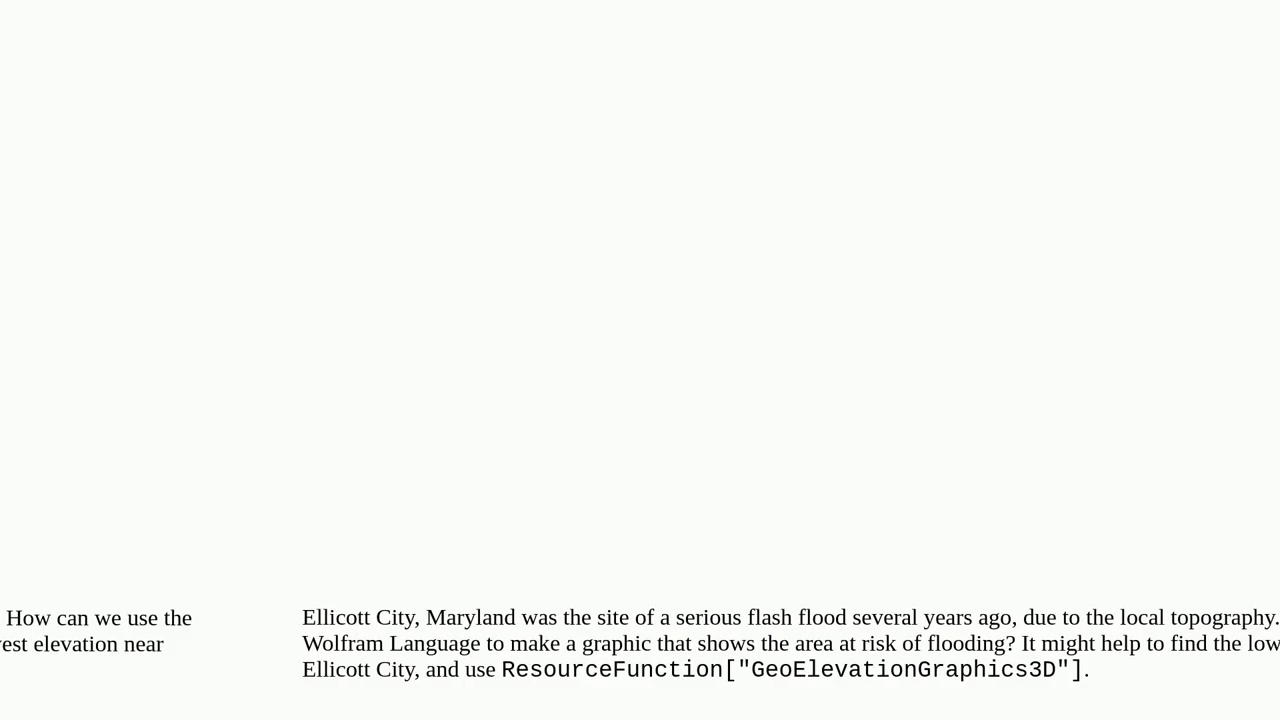 How can we use the
est elevation near
Ellicott City, Maryland was the site of a serious flash flood several years ago, due to the local topography.
Wolfram Language to make a graphic that shows the area at risk of flooding? It might help to find the low
Ellicott City, and use ResourceFunction["GeoElevationGraphics3D"].